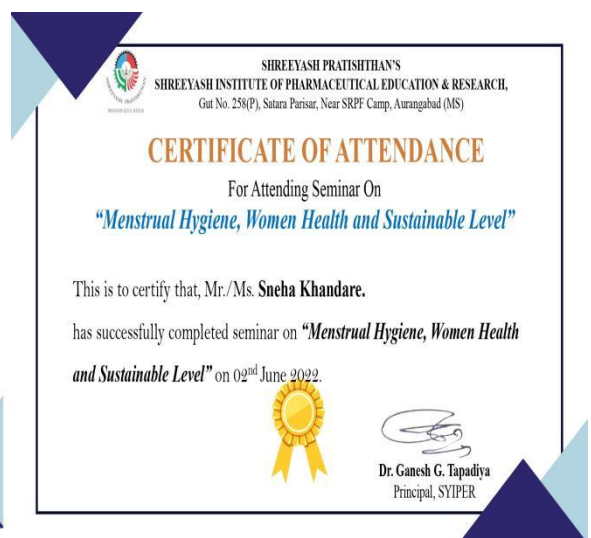 SHREEYASH PRATISHTHAN'S
SHREEYASH INSTITUTE OF PHARMACEUTICAL EDUCATION & RESEARCH,
Gut No. 258(P), Satara Parisar, Near SRPF Camp, Aurangabad (MS)
CERTIFICATE OF ATTENDANCE
For Attending Seminar On
“Menstrual Hygiene, Women Health and Sustainable Level”
This is to certify that, Mr./Ms. Sneha Khandare.
has successfully completed seminar on “Menstrual Hygiene, Women Health
and Sustainable Level” on 02nd June 2022.
Dr. Ganesh G. Tapadiya
Principal, SYIPER